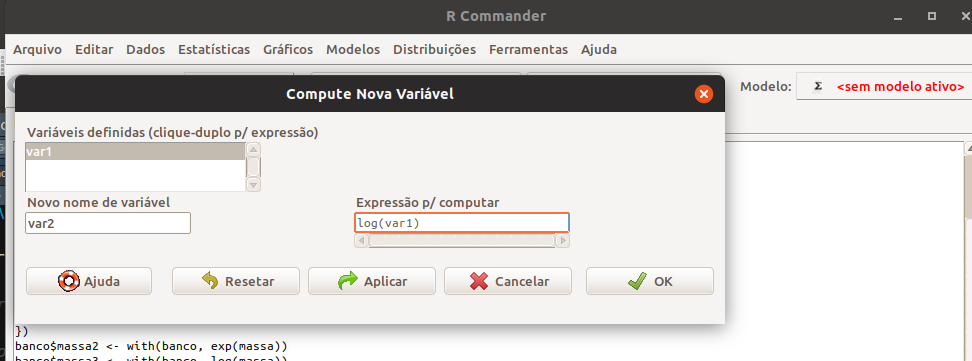 R Commander
Arquivo Editar Dados Estatísticas Gráficos Modelos Distribuições Ferramentas Ajuda
Modelo: Σ <sem modelo ativo>
Compute Nova Variável
Variáveis definidas (clique-duplo p/ expressão)
var1
Novo nome de variável Expressão p/ computar
var2 log(var1)
Ajuda Resetar Aplicar Cancelar OK
})
banco$massa2 <- with(banco, exp(massa))
banco$massa3 <- with(banco, log(massa))